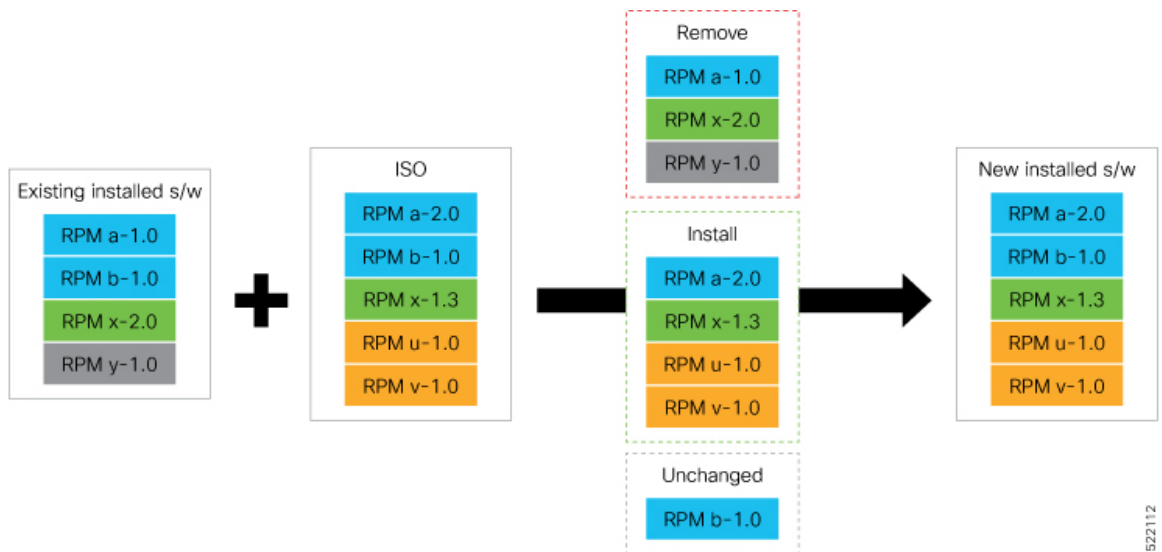 Existing installed s/w
RPM a-1.0
RPM b-1.0
RPM x-2.0
RPM y-1.0
ISO
RPM a-2.0
RPM b-1.0
RPM x-1.3
RPM u-1.0
RPM v-1.0
Remove
RPM a-1.0
RPM x-2.0
RPM y-1.0
Install
RPM a-2.0
RPM x-1.3
RPM u-1.0
RPM v-1.0
Unchanged
RPM b-1.0
New installed s/w
RPM a-2.0
RPM b-1.0
RPM x-1.3
RPM u-1.0
RPM v-1.0
522112